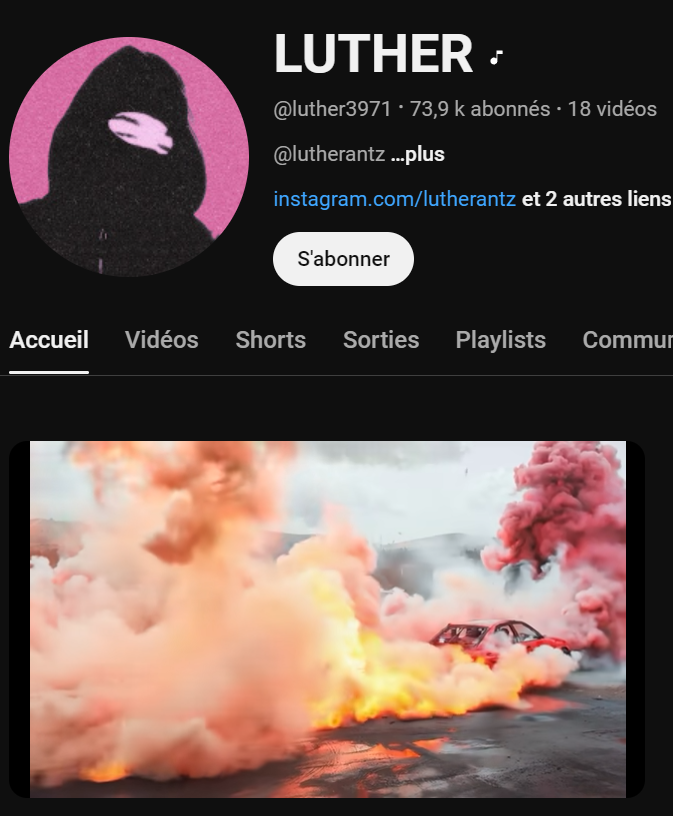 LUTHER
@luther3971 · 73,9 k abonnés · 18 vidéos
@lutherantz ...plus
instagram.com/lutherantz et 2 autres liens
S'abonner
Accueil Vidéos Shorts Sorties Playlists Commun